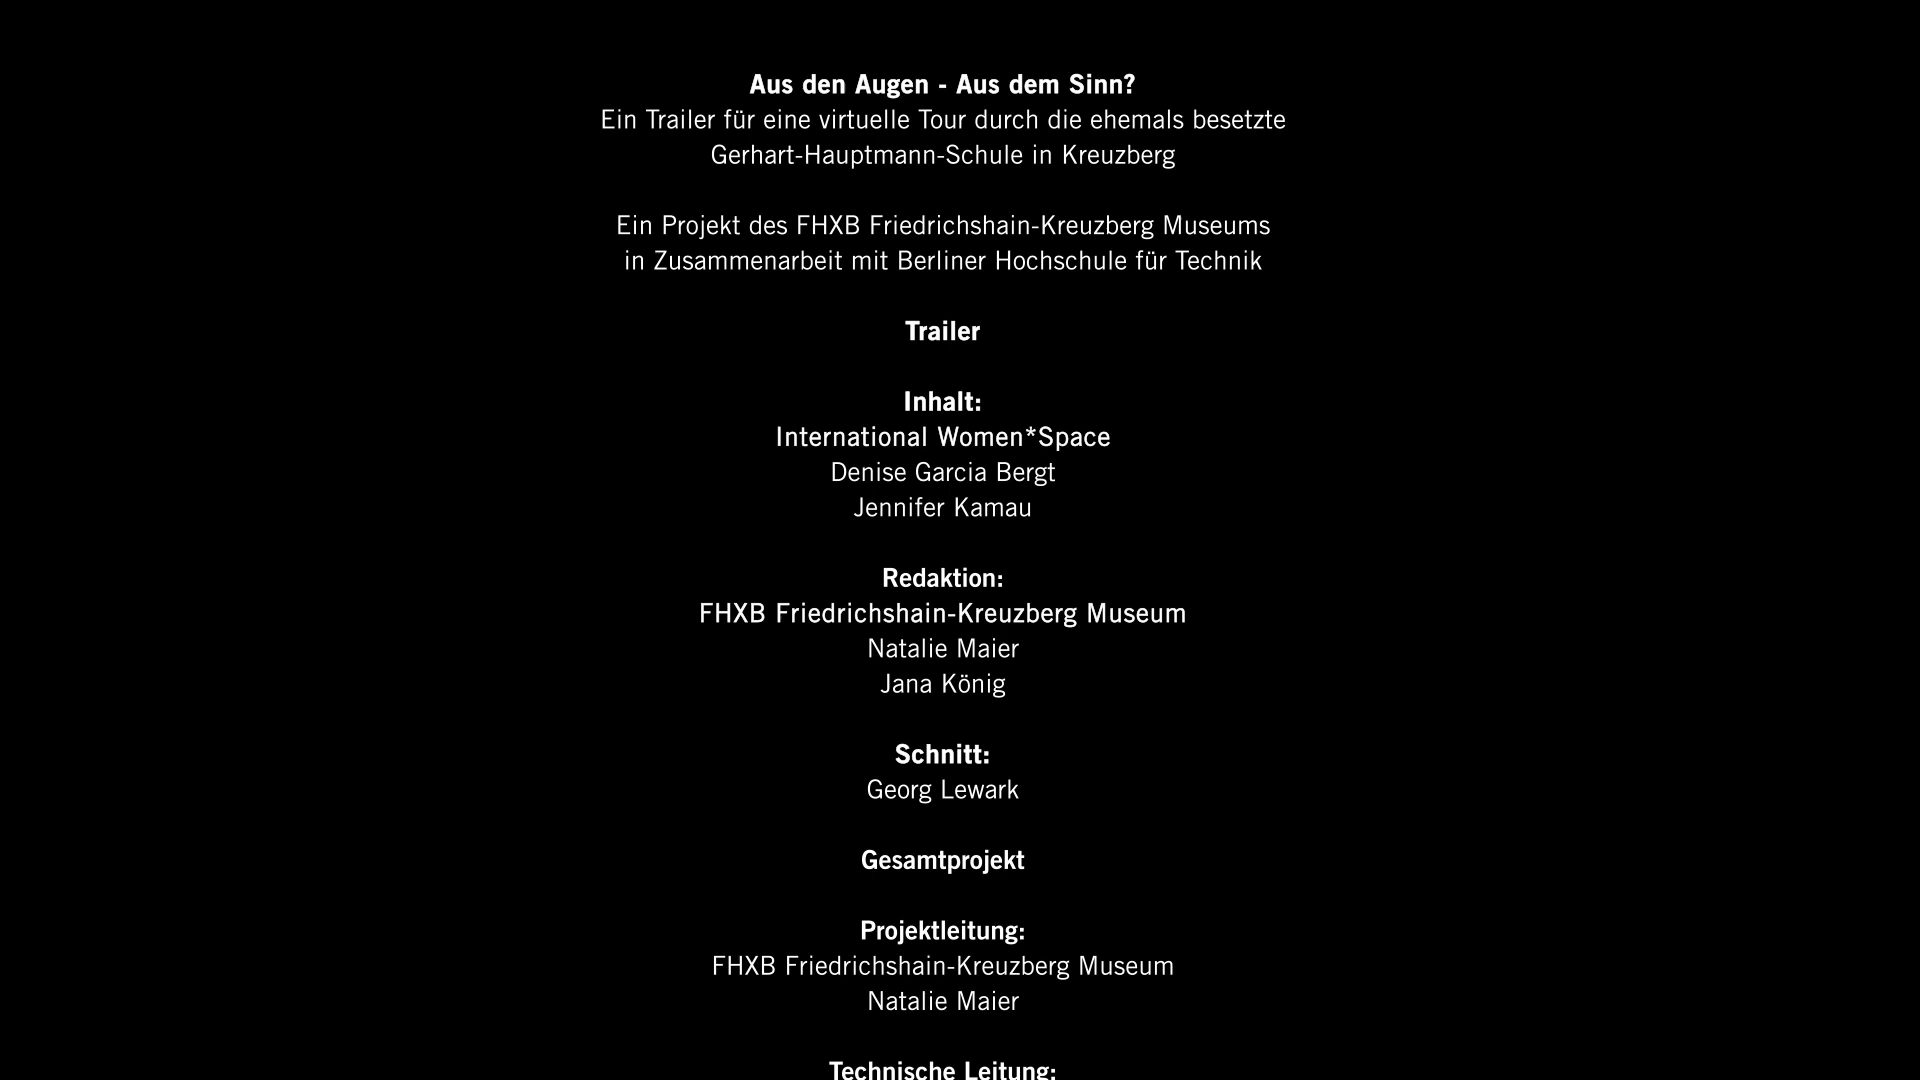 Aus den Augen - Aus dem Sinn?
Ein Trailer für eine virtuelle Tour durch die ehemals besetzte
Gerhart-Hauptmann-Schule in Kreuzberg
Ein Projekt des FHXB Friedrichshain-Kreuzberg Museums
in Zusammenarbeit mit Berliner Hochschule für Technik
Trailer
Inhalt:
International Women*Space
Denise Garcia Bergt
Jennifer Kamau
Redaktion:
FHXB Friedrichshain-Kreuzberg Museum
Natalie Maier
Jana König
Schnitt:
Georg Lewark
Gesamtprojekt
Projektleitung:
FHXB Friedrichshain-Kreuzberg Museum
Natalie Maier
Technische Leitung: